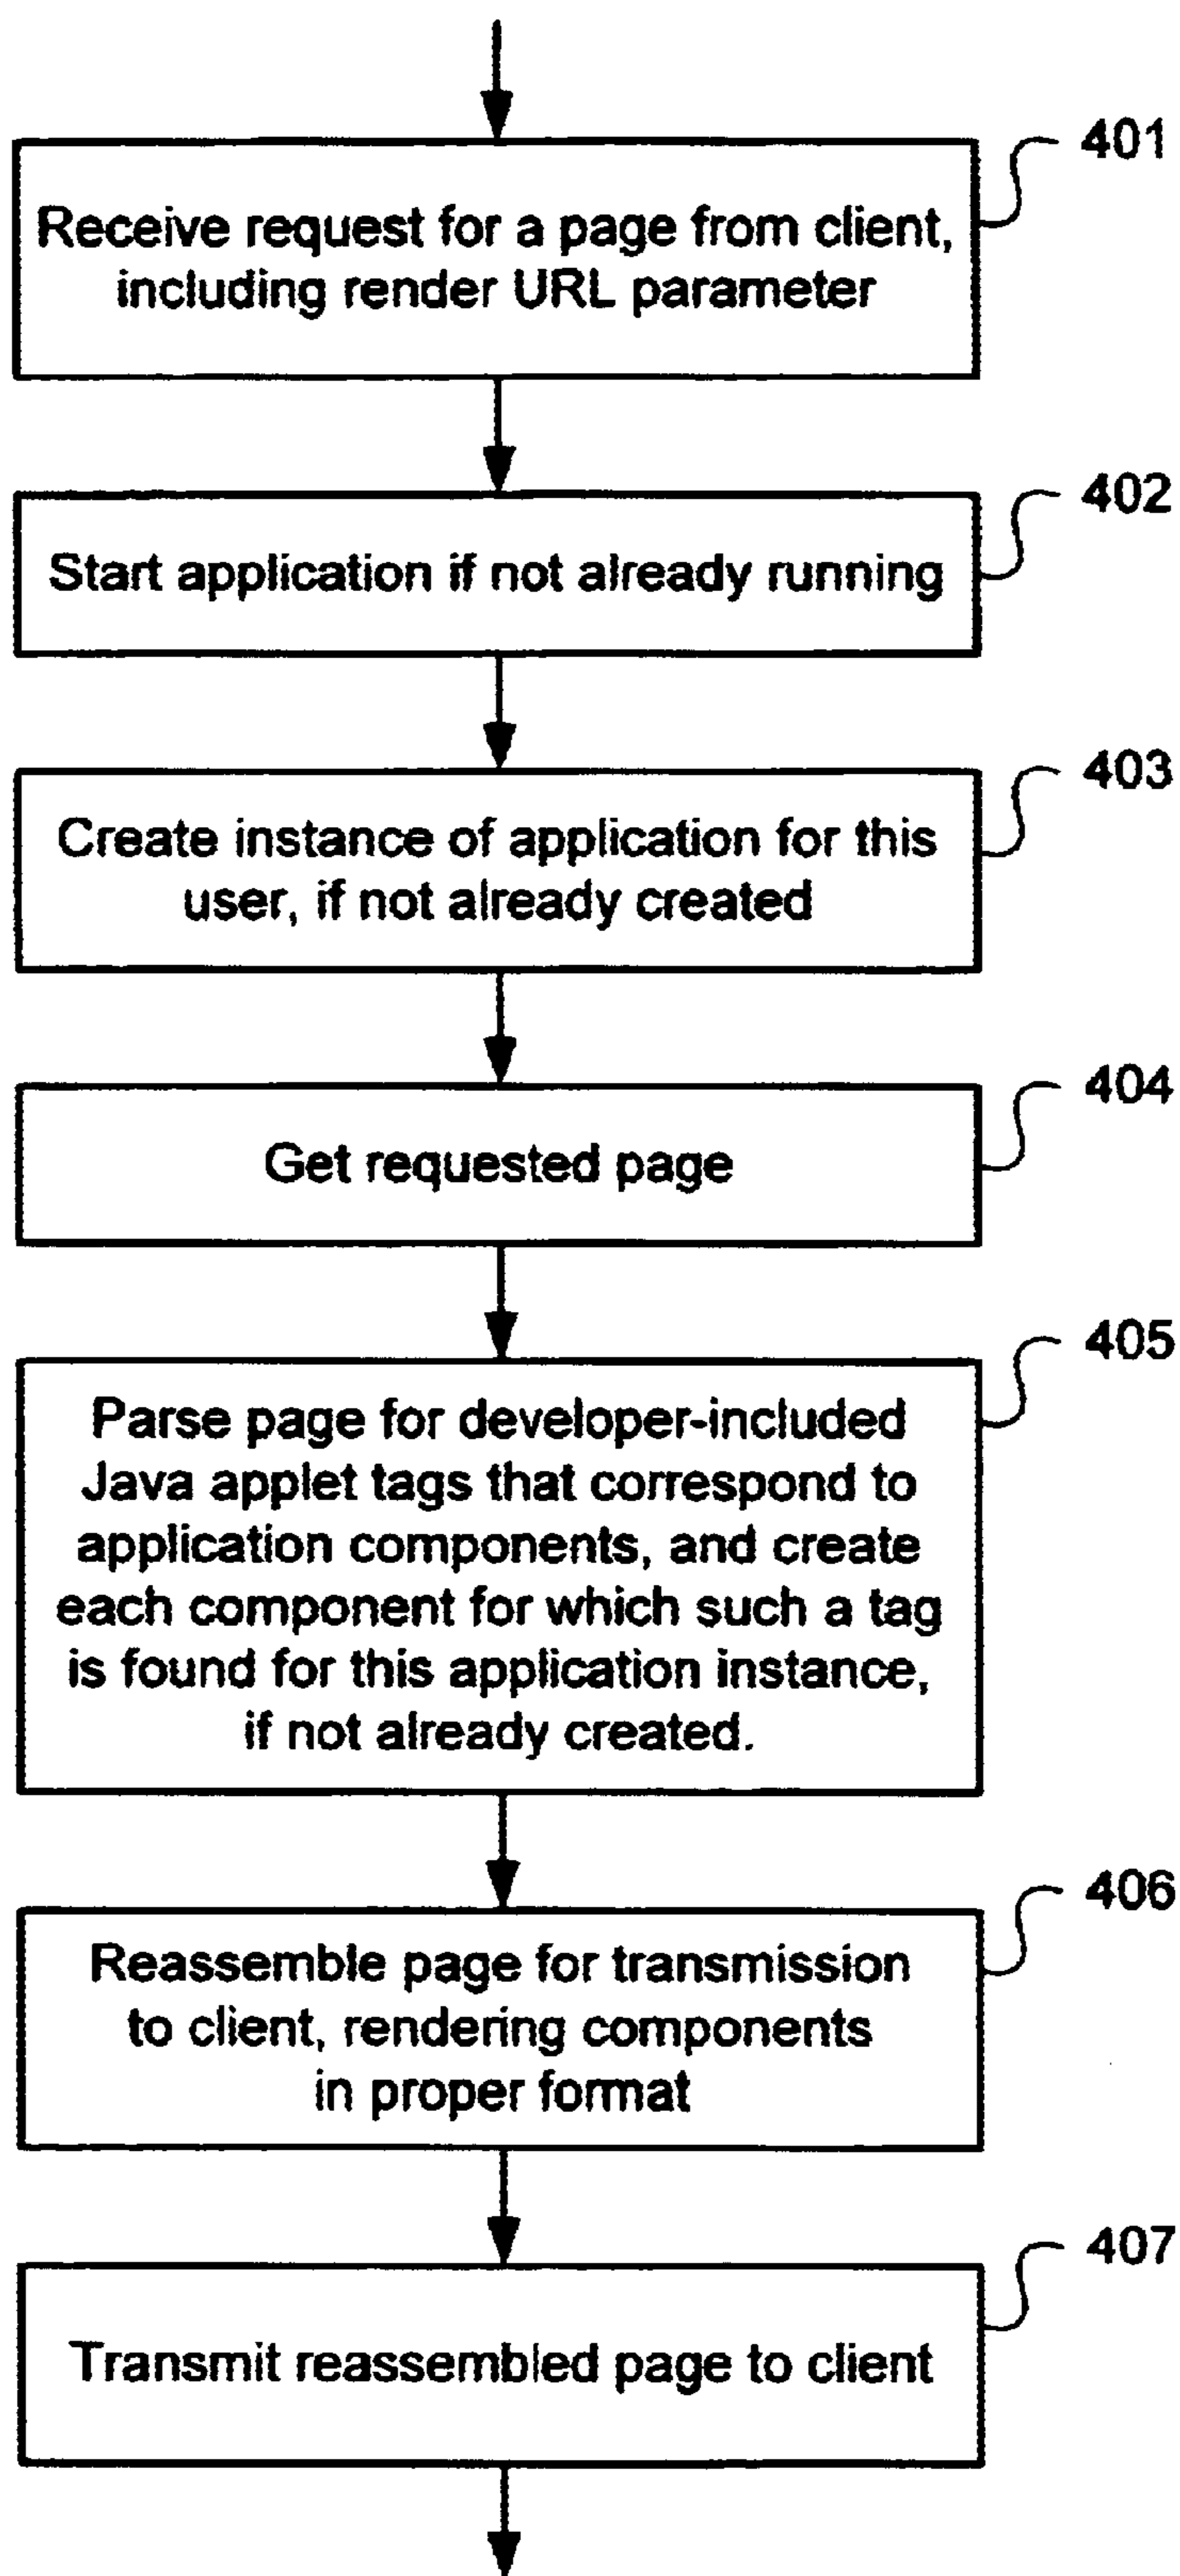 401
Receive request for a page from client,
including render URL parameter
402
Start application if not already running
403
Create instance of application for this
user, if not already created
404
Get requested page
405
Parse page for developer-included
Java applet tags that correspond to
application components, and create
each component for which such a tag
is found for this application instance,
if not already created.
406
Reassemble page for transmission
to client, rendering components
in proper format
407
Transmit reassembled page to client